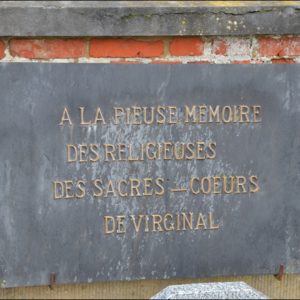 A LA PIEUSE MEMOIRE
DES RELIGIEUSES
DES SACRES - COEURS
DE VIRGINAL